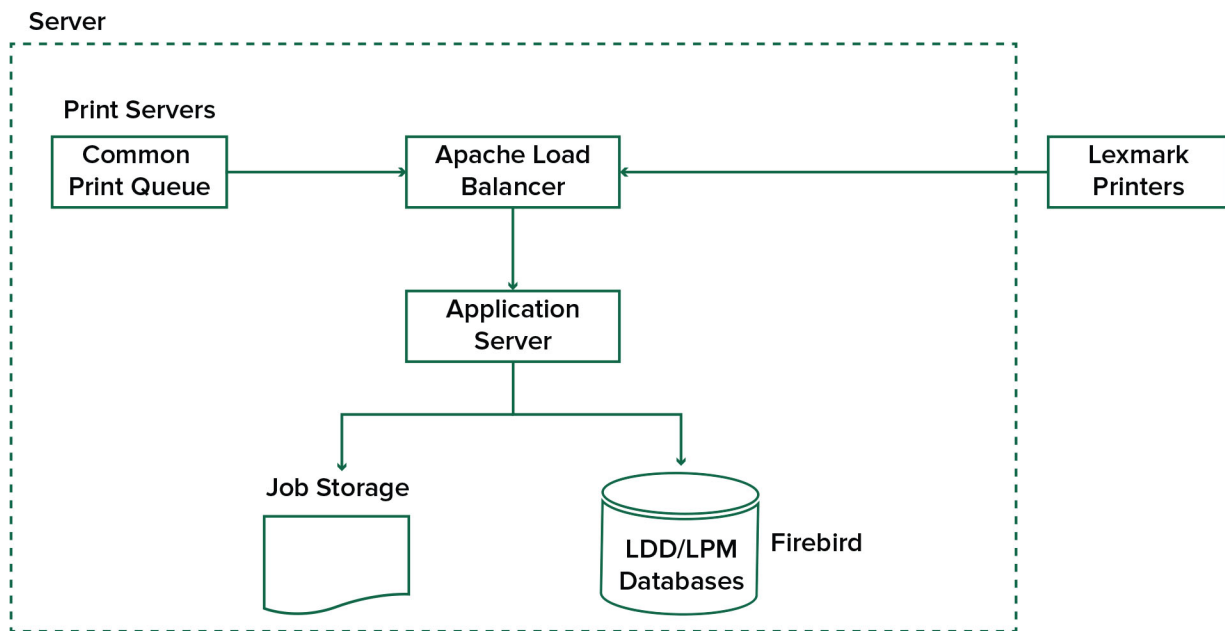 Server
Print Servers
Common
Print Queue
Apache Load
Balancer
Lexmark
Printers
Application
Server
Job Storage
LDD/LPM
Databases
Firebird